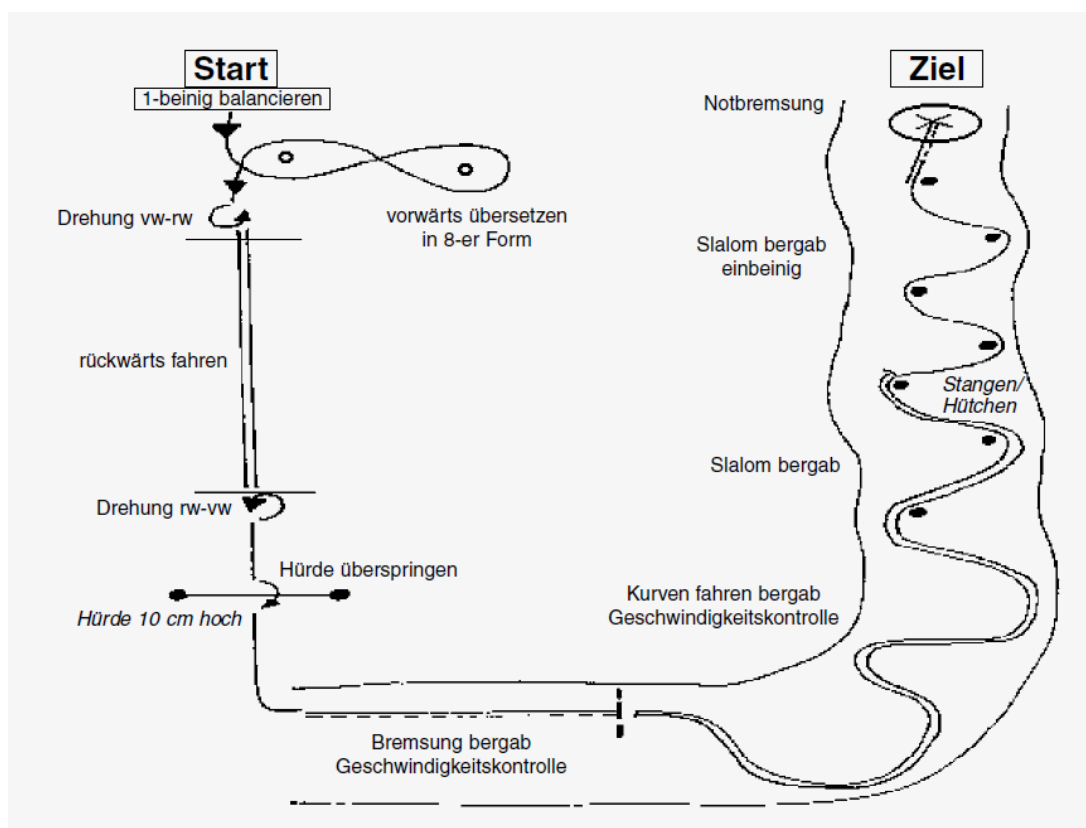 Start
1-beinig balancieren
vorwärts übersetzen
in 8-er Form
Drehung vw-rw
rückwärts fahren
Drehung rw-vw
Hürde überspringen
Hürde 10 cm hoch
Bremsung bergab
Geschwindigkeitskontrolle
Kurven fahren bergab
Geschwindigkeitskontrolle
Slalom bergab
Stangen/
Hütchen
Slalom bergab
einbeinig
Notbremsung
Ziel